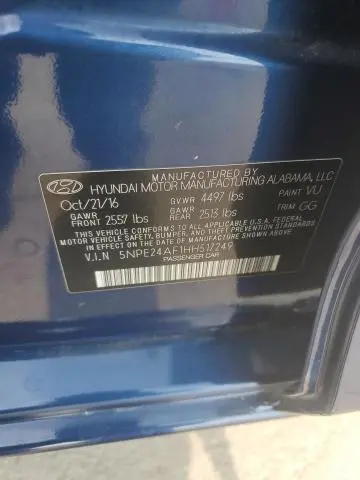 MANUFACTURED BY
HYUNDAI MOTOR MANUFACTURING ALABAMA, LLC
Oct/21/16 GVWR 4497 lbs PAINT VU
GAWR FRONT 2557 lbs GAWR REAR 2513 lbs TRIM GG
THIS VEHICLE CONFORMS TO ALL APPLICABLE U.S.A. FEDERAL
MOTOR VEHICLE SAFETY, BUMPER, AND THEFT PREVENTION STANDARDS
IN EFFECT ON THE DATE OF MANUFACTURE SHOWN ABOVE.
V.I.N 5NPE24AF1HH517249
PASSENGER CAR